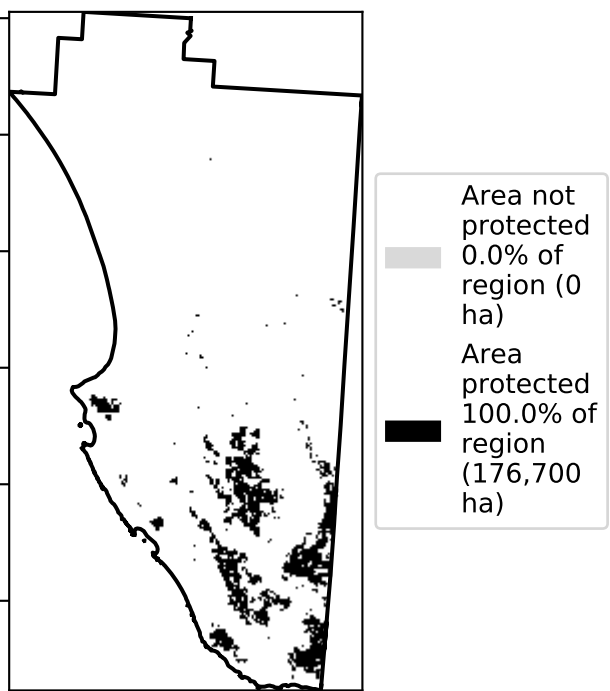 Area not
protected
0.0% of
region (0
ha)
Area
protected
100.0% of
region
(176,700
ha)